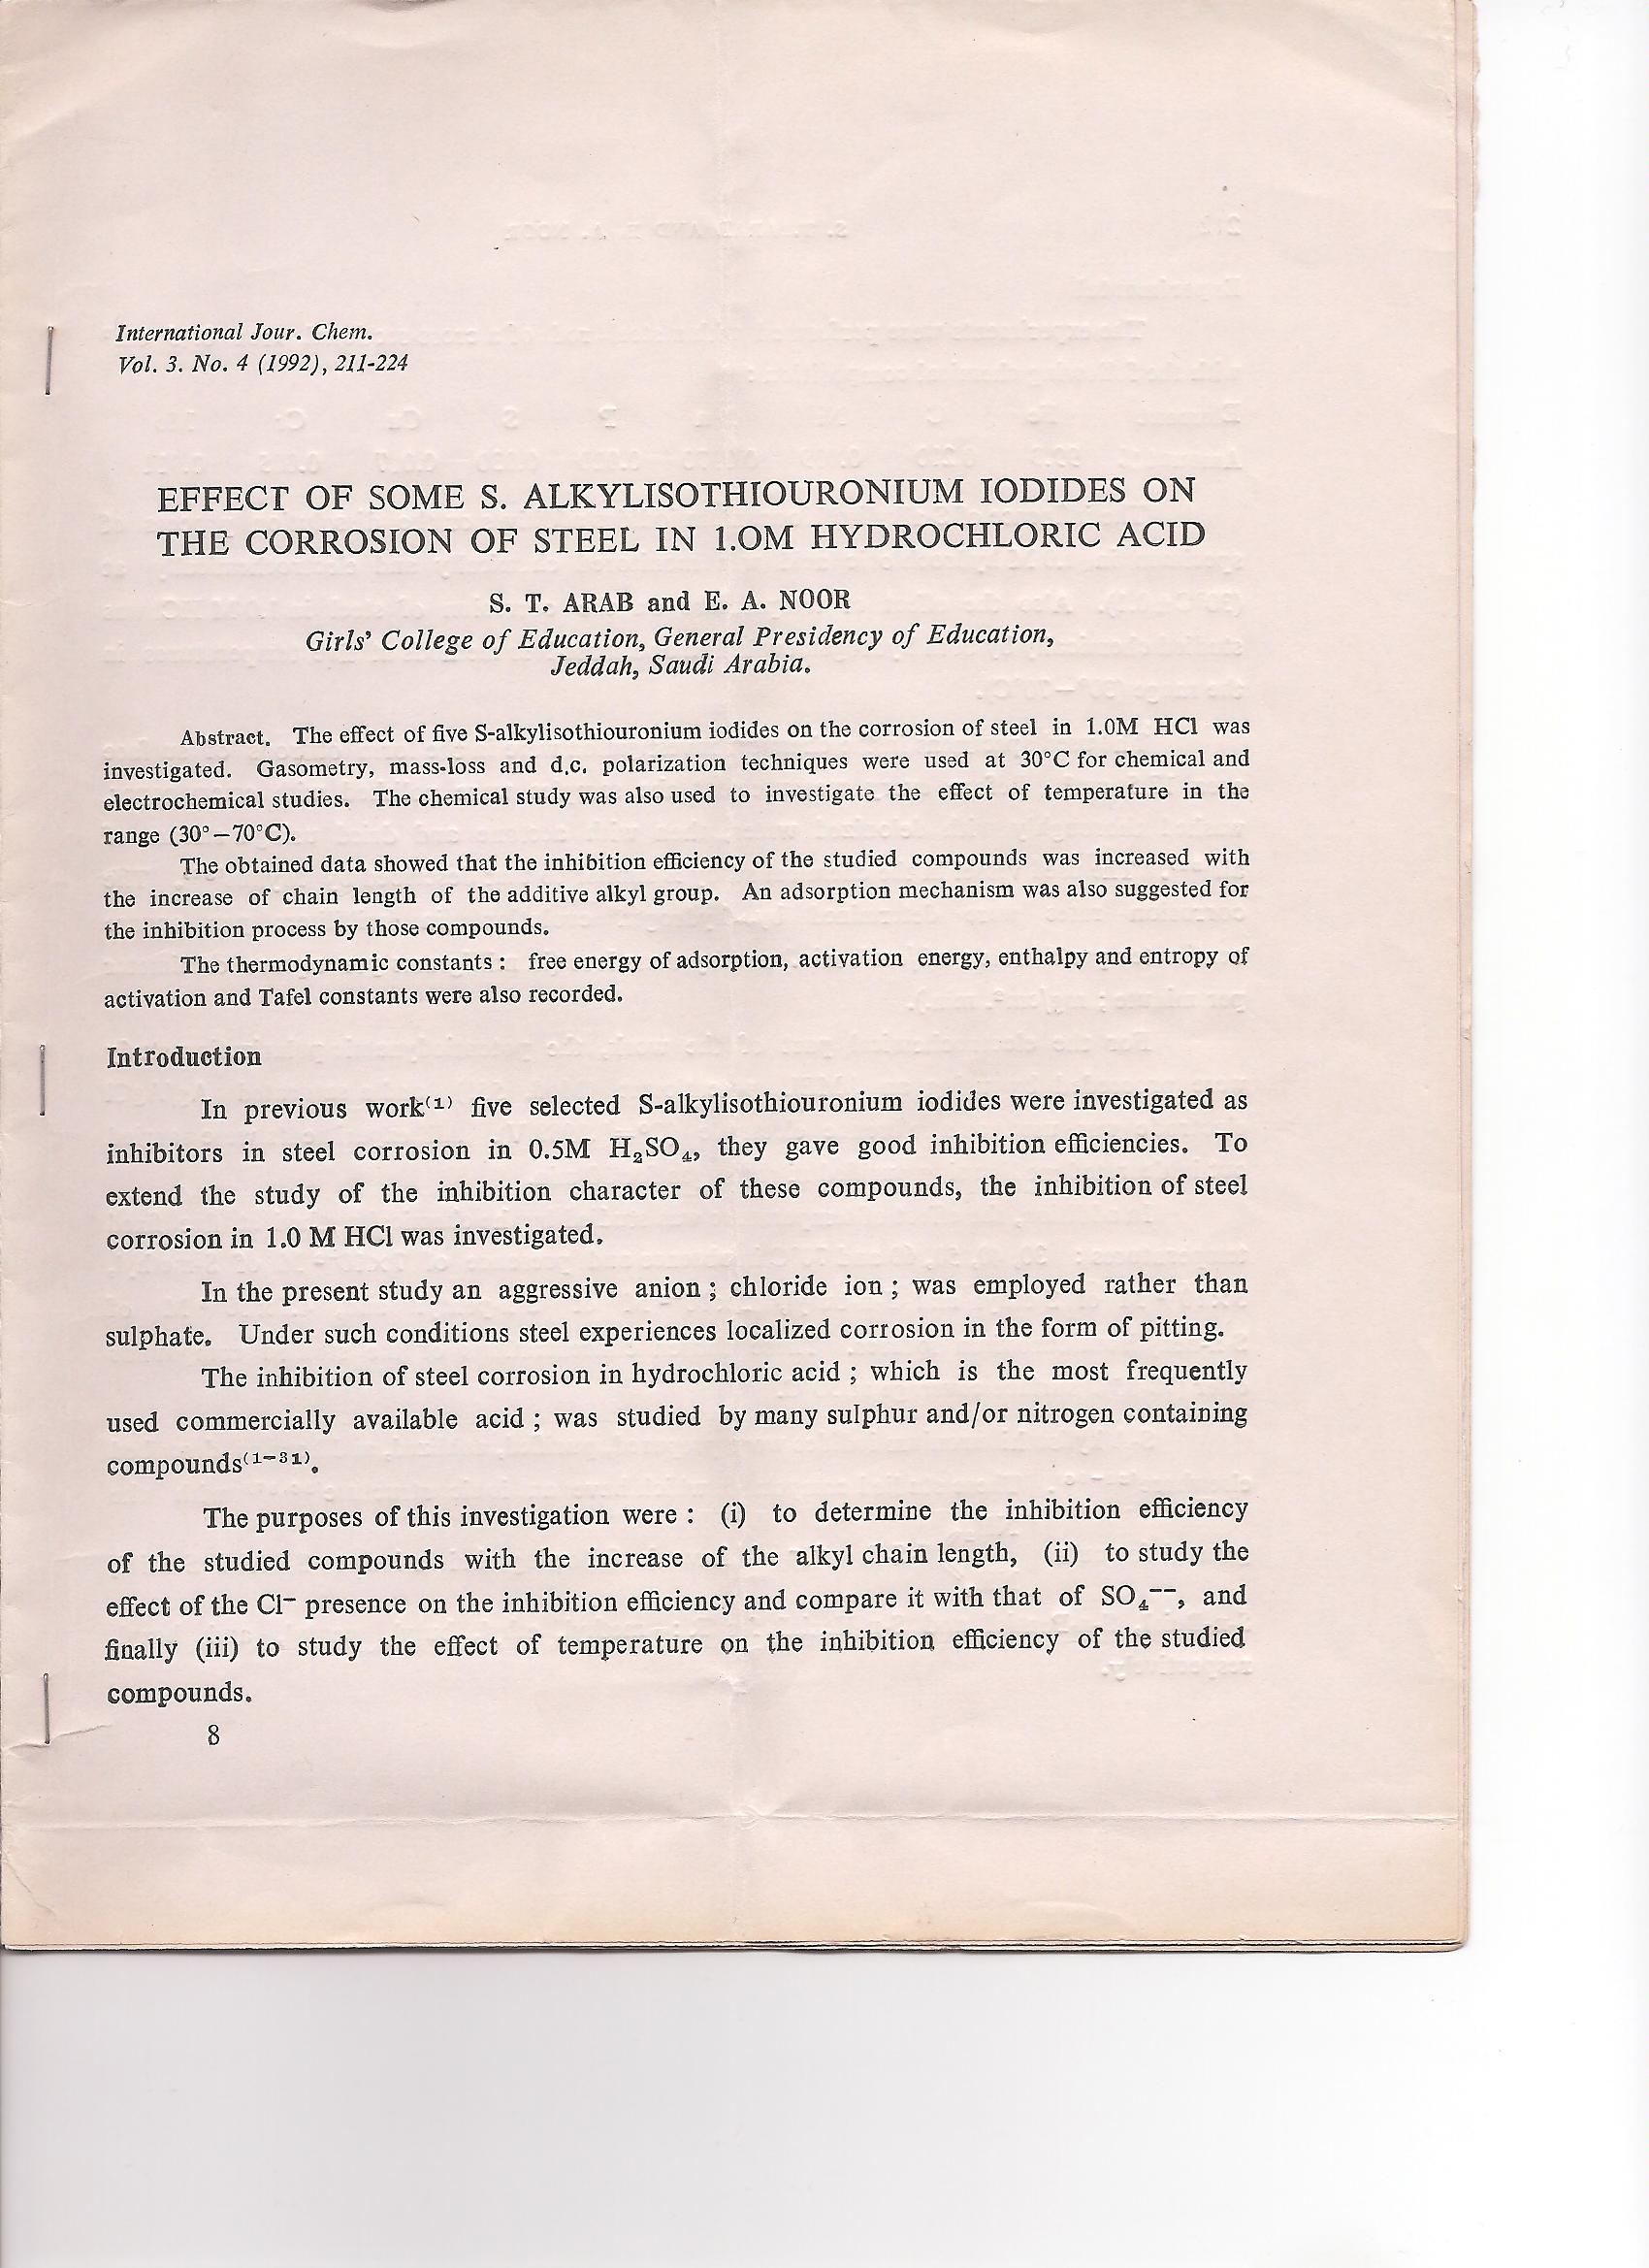 International Jour. Chem.
Vol. 3. No. 4 (1992), 211-224
EFFECT OF SOME S. ALKYLISOTHIOURONIUM IODIDES ON
THE CORROSION OF STEEL IN 1.OM HYDROCHLORIC ACID
S. T. ARAB and E. A. NOOR
Girls' College of Education, General Presidency of Education,
Jeddah, Saudi Arabia.
Abstract. The effect of five S-alkylisothiouronium iodides on the corrosion of steel in 1.0M HCl was
investigated. Gasometry, mass-loss and d.c. polarization techniques were used at 30°C for chemical and
electrochemical studies. The chemical study was also used to investigate the effect of temperature in the
range (30°–70°C).
The obtained data showed that the inhibition efficiency of the studied compounds was increased with
the increase of chain length of the additive alkyl group. An adsorption mechanism was also suggested for
the inhibition process by those compounds.
The thermodynamic constants : free energy of adsorption, activation energy, enthalpy and entropy of
activation and Tafel constants were also recorded.
Introduction
In previous work⁽¹⁾ five selected S-alkylisothiouronium iodides were investigated as
inhibitors in steel corrosion in 0.5M H₂SO₄, they gave good inhibition efficiencies. To
extend the study of the inhibition character of these compounds, the inhibition of steel
corrosion in 1.0 M HCl was investigated.
In the present study an aggressive anion ; chloride ion ; was employed rather than
sulphate. Under such conditions steel experiences localized corrosion in the form of pitting.
The inhibition of steel corrosion in hydrochloric acid ; which is the most frequently
used commercially available acid ; was studied by many sulphur and/or nitrogen containing
compounds⁽¹⁻³¹⁾.
The purposes of this investigation were : (i) to determine the inhibition efficiency
of the studied compounds with the increase of the alkyl chain length, (ii) to study the
effect of the Cl⁻ presence on the inhibition efficiency and compare it with that of SO₄⁻⁻, and
finally (iii) to study the effect of temperature on the inhibition efficiency of the studied
compounds.
8